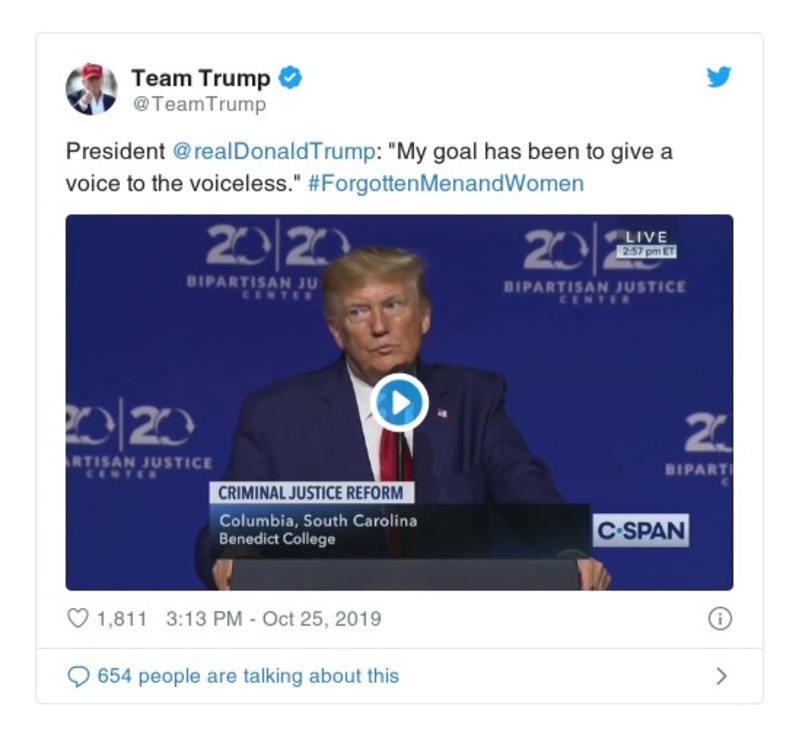 Team Trump
@TeamTrump
President @realDonaldTrump: "My goal has been to give a
voice to the voiceless." #ForgottenMenandWomen
20|20
BIPARTISAN JU
CENTER
20|2
BIPARTISAN JUSTICE
CENTER
LIVE
2:57 pm ET
20|20
RTISAN JUSTICE
CENTER
2
BIPARTI
C
CRIMINAL JUSTICE REFORM
Columbia, South Carolina
Benedict College
C-SPAN
1,811 3:13 PM - Oct 25, 2019
654 people are talking about this